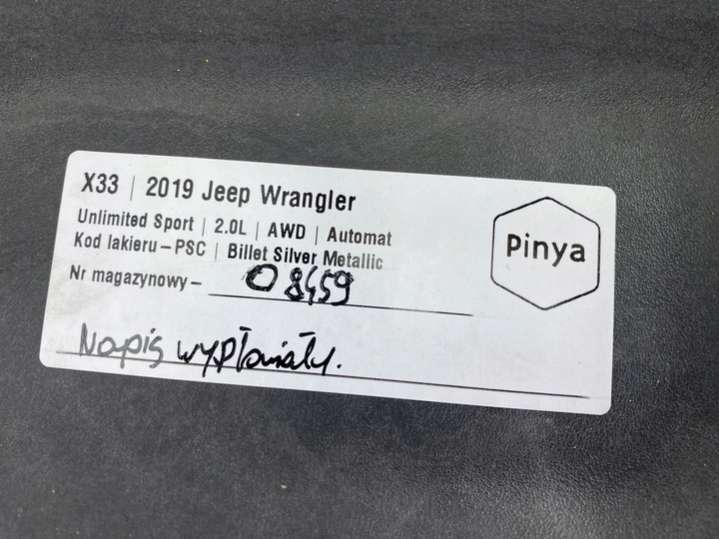 X33 | 2019 Jeep Wrangler
Unlimited Sport | 2.0L | AWD | Automat
Kod lakieru – PSC | Billet Silver Metallic
Nr magazynowy – 08459
Napis wypłowiały.
Pinya